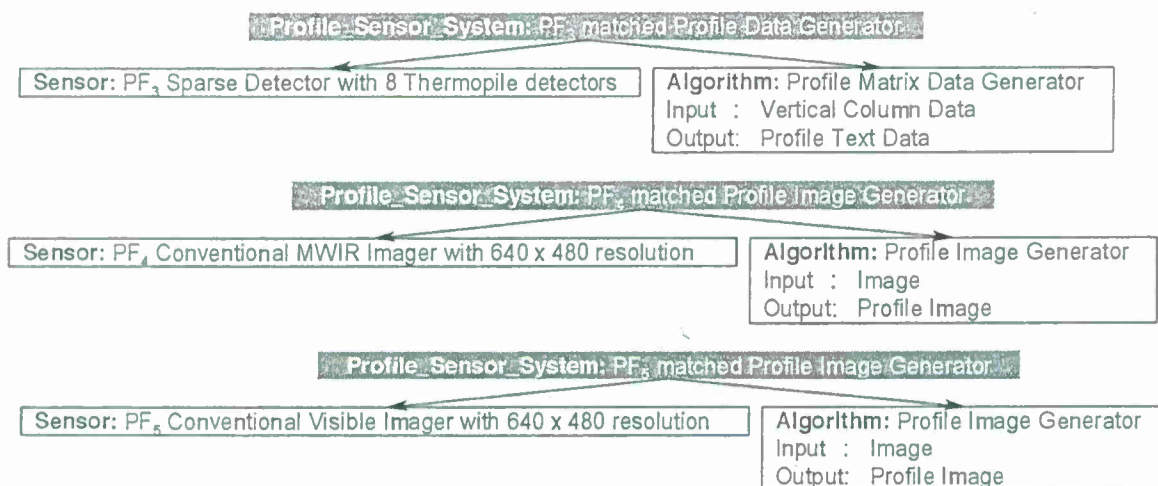 Profile_Sensor_System: PF₃ matched Profile Data Generator
Sensor: PF₃ Sparse Detector with 8 Thermopile detectors
Algorithm: Profile Matrix Data Generator
Input : Vertical Column Data
Output: Profile Text Data
Profile_Sensor_System: PF matched Profile Image Generator
Sensor: PF₄ Conventional MWIR Imager with 640 x 480 resolution
Algorithm: Profile Image Generator
Input : Image
Output: Profile Image
Profile_Sensor_System: PF₅ matched Profile Image Generator
Sensor: PF₅ Conventional Visible Imager with 640 x 480 resolution
Algorithm: Profile Image Generator
Input : Image
Output: Profile Image